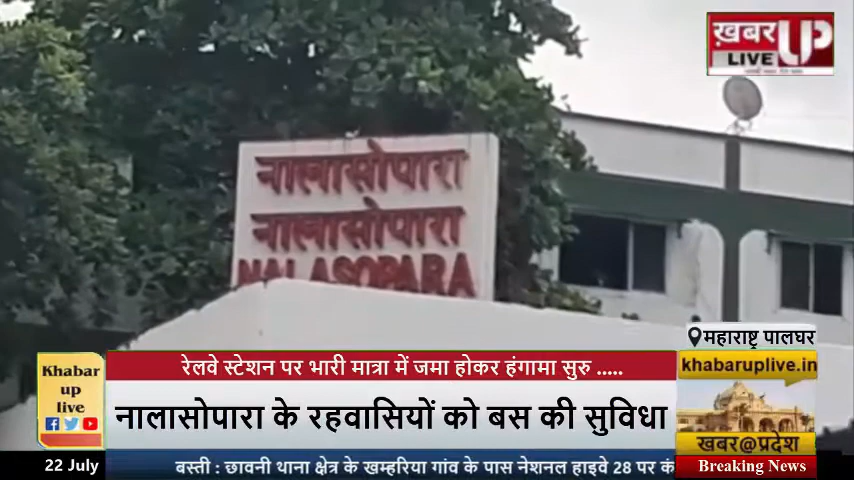 ख़बर UP
LIVE
नालासोपारा
नालासोपारा
NALASOPARA
महाराष्ट्र पालघर
रेलवे स्टेशन पर भारी मात्रा में जमा होकर हंगामा सुरु .....
Khabar
up
live
khabaruplive.in
नालासोपारा के रहवासियों को बस की सुविधा
खबर@प्रदेश
22 July
बस्ती : छावनी थाना क्षेत्र के खम्हरिया गांव के पास नेशनल हाइवे 28 पर कं
Breaking News